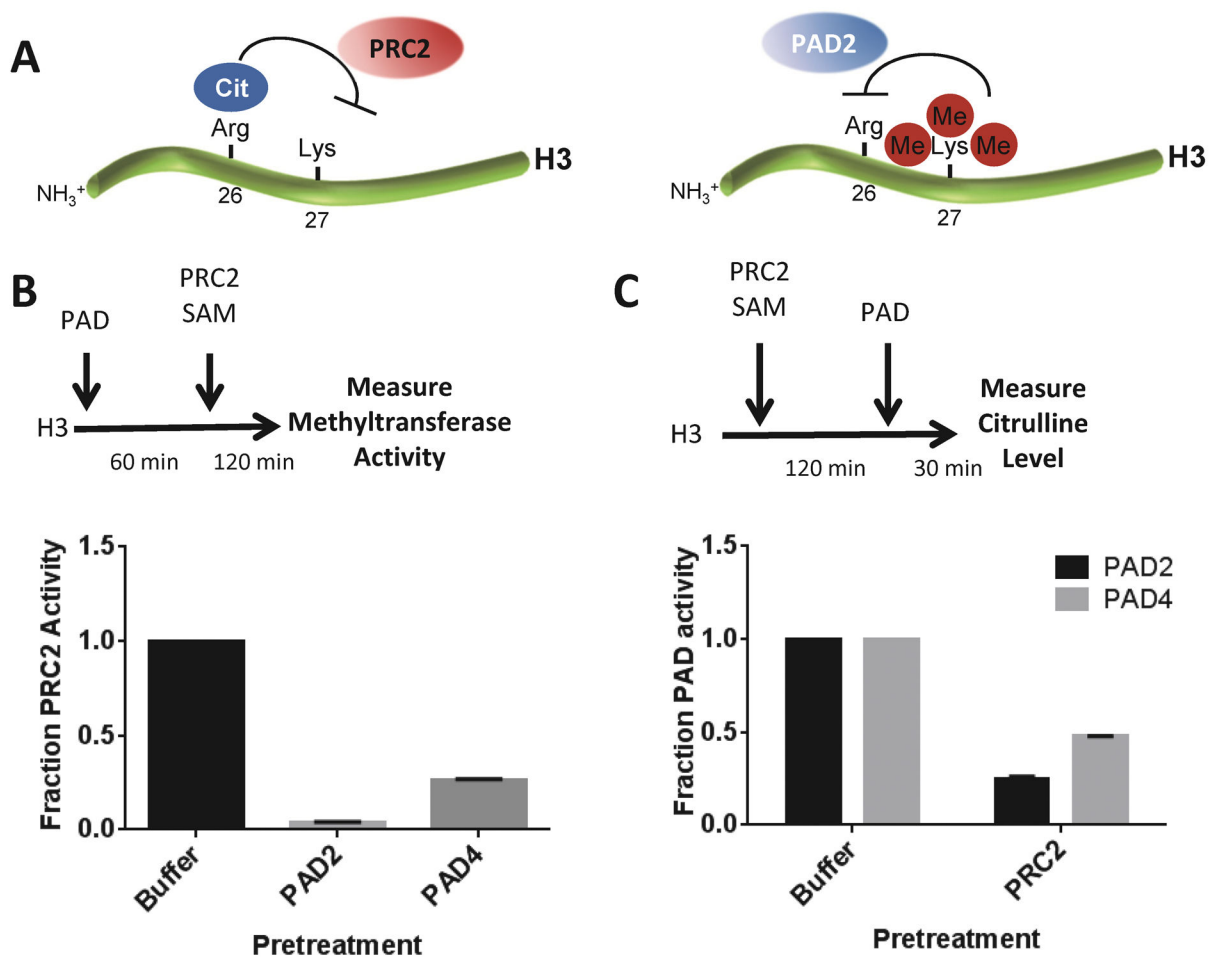 A
PRC2
Cit
Arg
Lys
H3
NH3+
26
27
PAD2
Arg
Me
Me
Lys
Me
H3
NH3+
26
27
B
PAD
PRC2
SAM
H3
60 min
120 min
Measure
Methyltransferase
Activity
Fraction PRC2 Activity
1.5
1.0
0.5
0.0
Buffer
PAD2
PAD4
Pretreatment
C
PRC2
SAM
PAD
H3
120 min
30 min
Measure
Citrulline
Level
Fraction PAD activity
1.5
1.0
0.5
0.0
PAD2
PAD4
Buffer
PRC2
Pretreatment